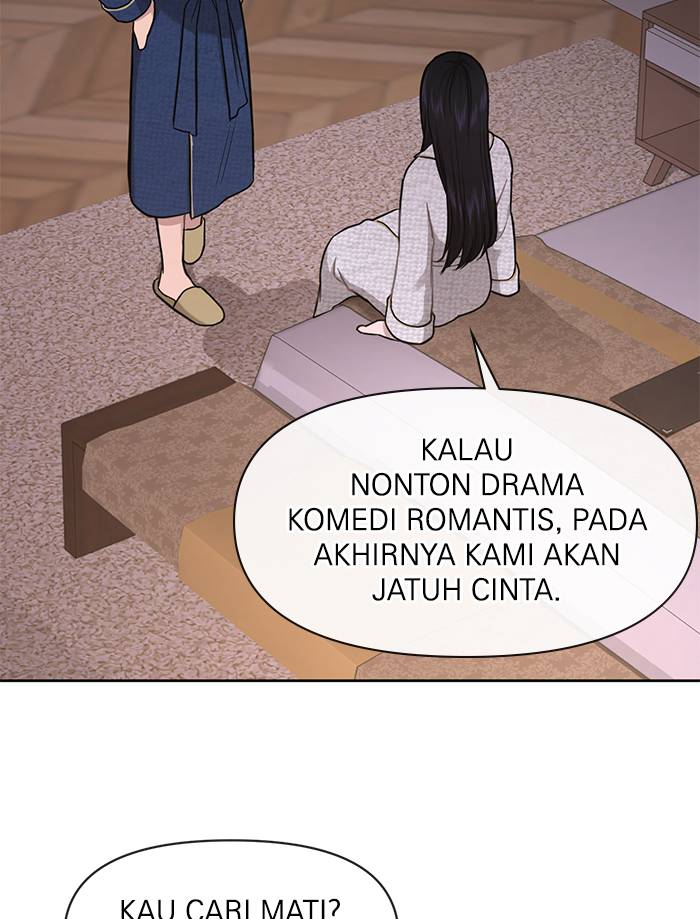 KALAU
NONTON DRAMA
KOMEDI ROMANTIS, PADA
AKHIRNYA KAMI AKAN
JATUH CINTA.
KAU CARI MATI?